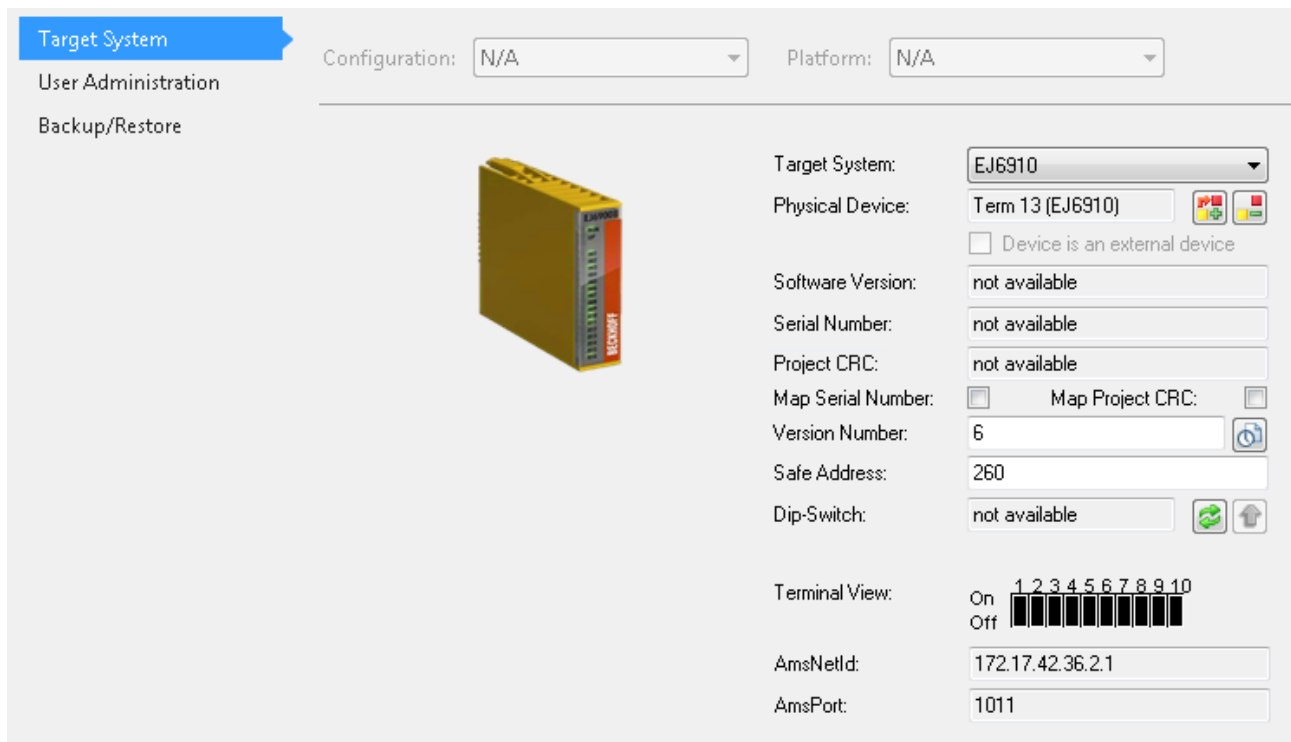 Target System
User Administration
Backup/Restore
Configuration: N/A Platform: N/A
BECKHOFF
Target System: EJ6910
Physical Device: Term 13 (EJ6910)
Device is an external device
Software Version: not available
Serial Number: not available
Project CRC: not available
Map Serial Number: Map Project CRC:
Version Number: 6
Safe Address: 260
Dip-Switch: not available
Terminal View: On 1 2 3 4 5 6 7 8 9 10
Off
AmsNetId: 172.17.42.36.2.1
AmsPort: 1011